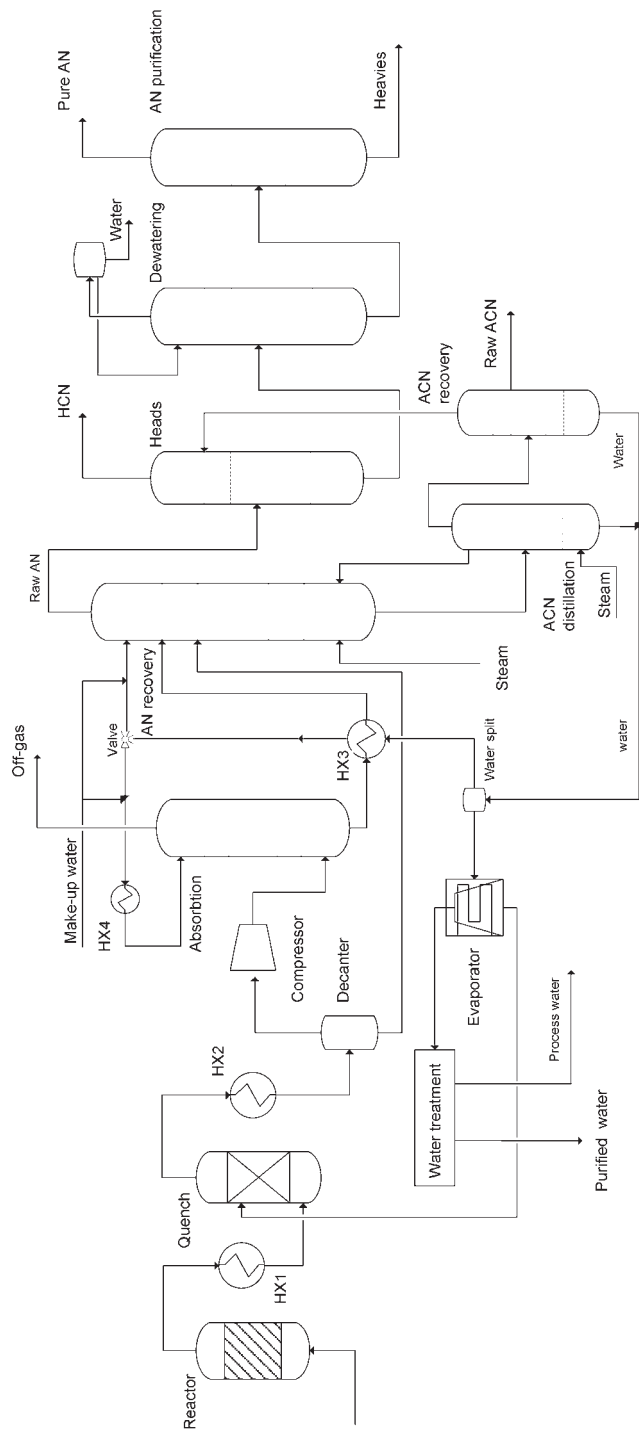 Reactor
HX1
Quench
HX2
Decanter
Compressor
Make-up water
HX4
Absorbtion
Off-gas
Valve
HX3
AN recovery
Raw AN
Steam
HCN
Heads
Water
Dewatering
Pure AN
AN purification
Heavies
ACN
recovery
Raw ACN
Water
ACN
distillation
Steam
water
Water split
Evaporator
Water treatment
Process water
Purified water